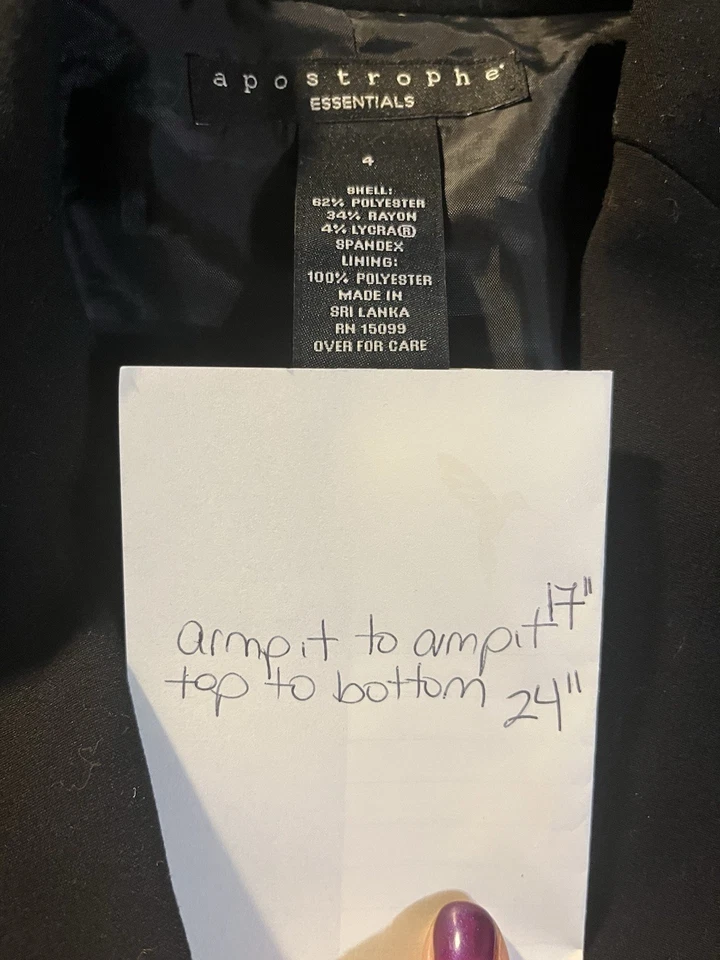 apostrophe®
ESSENTIALS
4
SHELL:
62% POLYESTER
34% RAYON
4% LYCRA®
SPANDEX
LINING:
100% POLYESTER
MADE IN
SRI LANKA
RN 15099
OVER FOR CARE
armpit to ampit 17"
top to bottom 24"